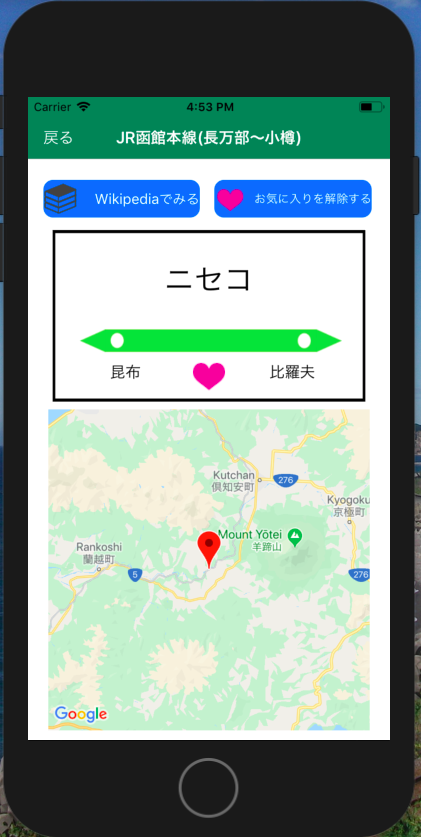 Carrier
4:53 PM
戻る
JR函館本線(長万部〜小樽)
Wikipediaでみる
お気に入りを解除する
ニセコ
昆布
比羅夫
Kutchan
倶知安町
276
Kyogoku
京極町
Mount Yōtei
羊蹄山
Rankoshi
蘭越町
5
276
Google